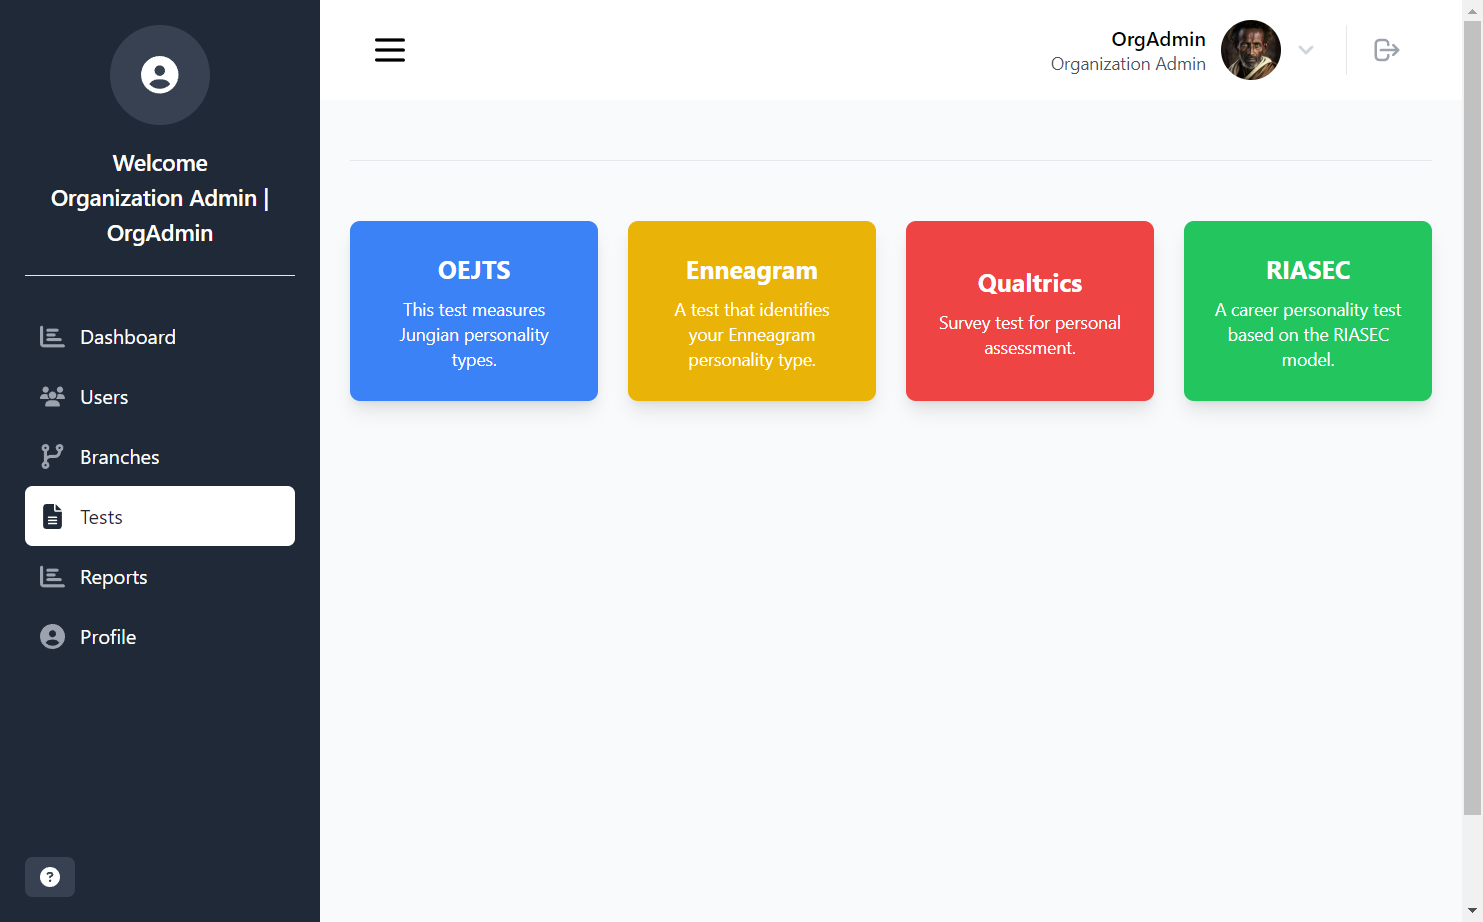 Welcome
Organization Admin |
OrgAdmin
Dashboard
Users
Branches
Tests
Reports
Profile
?
OrgAdmin
Organization Admin
OEJTS
This test measures
Jungian personality
types.
Enneagram
A test that identifies
your Enneagram
personality type.
Qualtrics
Survey test for personal
assessment.
RIASEC
A career personality test
based on the RIASEC
model.